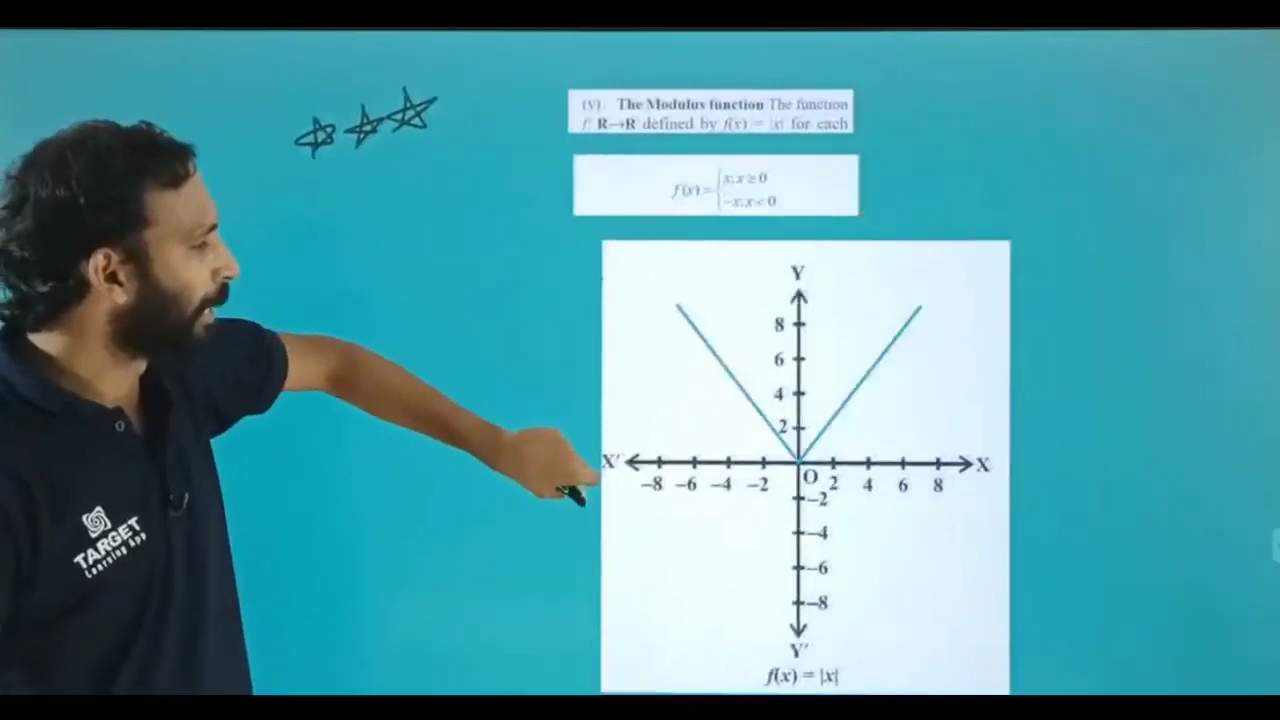 (v) The Modulus function The function
f: R→R defined by f(x) = |x| for each
f(x) = { x, x ≥ 0
−x, x < 0
Y
8
6
4
2
X′ X
−8 −6 −4 −2 O 2 4 6 8
−2
−4
−6
−8
Y′
f(x) = |x|
TARGET
Learning App